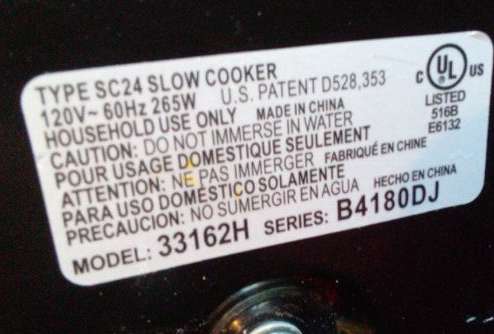 TYPE SC24 SLOW COOKER
120V~ 60Hz 265W U.S. PATENT D528,353
HOUSEHOLD USE ONLY MADE IN CHINA
CAUTION: DO NOT IMMERSE IN WATER
POUR USAGE DOMESTIQUE SEULEMENT
ATTENTION: NE PAS IMMERGER FABRIQUÉ EN CHINE
PARA USO DOMÉSTICO SOLAMENTE
PRECAUCION: NO SUMERGIR EN AGUA HECHO EN CHINA
MODEL: 33162H SERIES: B4180DJ
C UL US
LISTED
516B
E6132